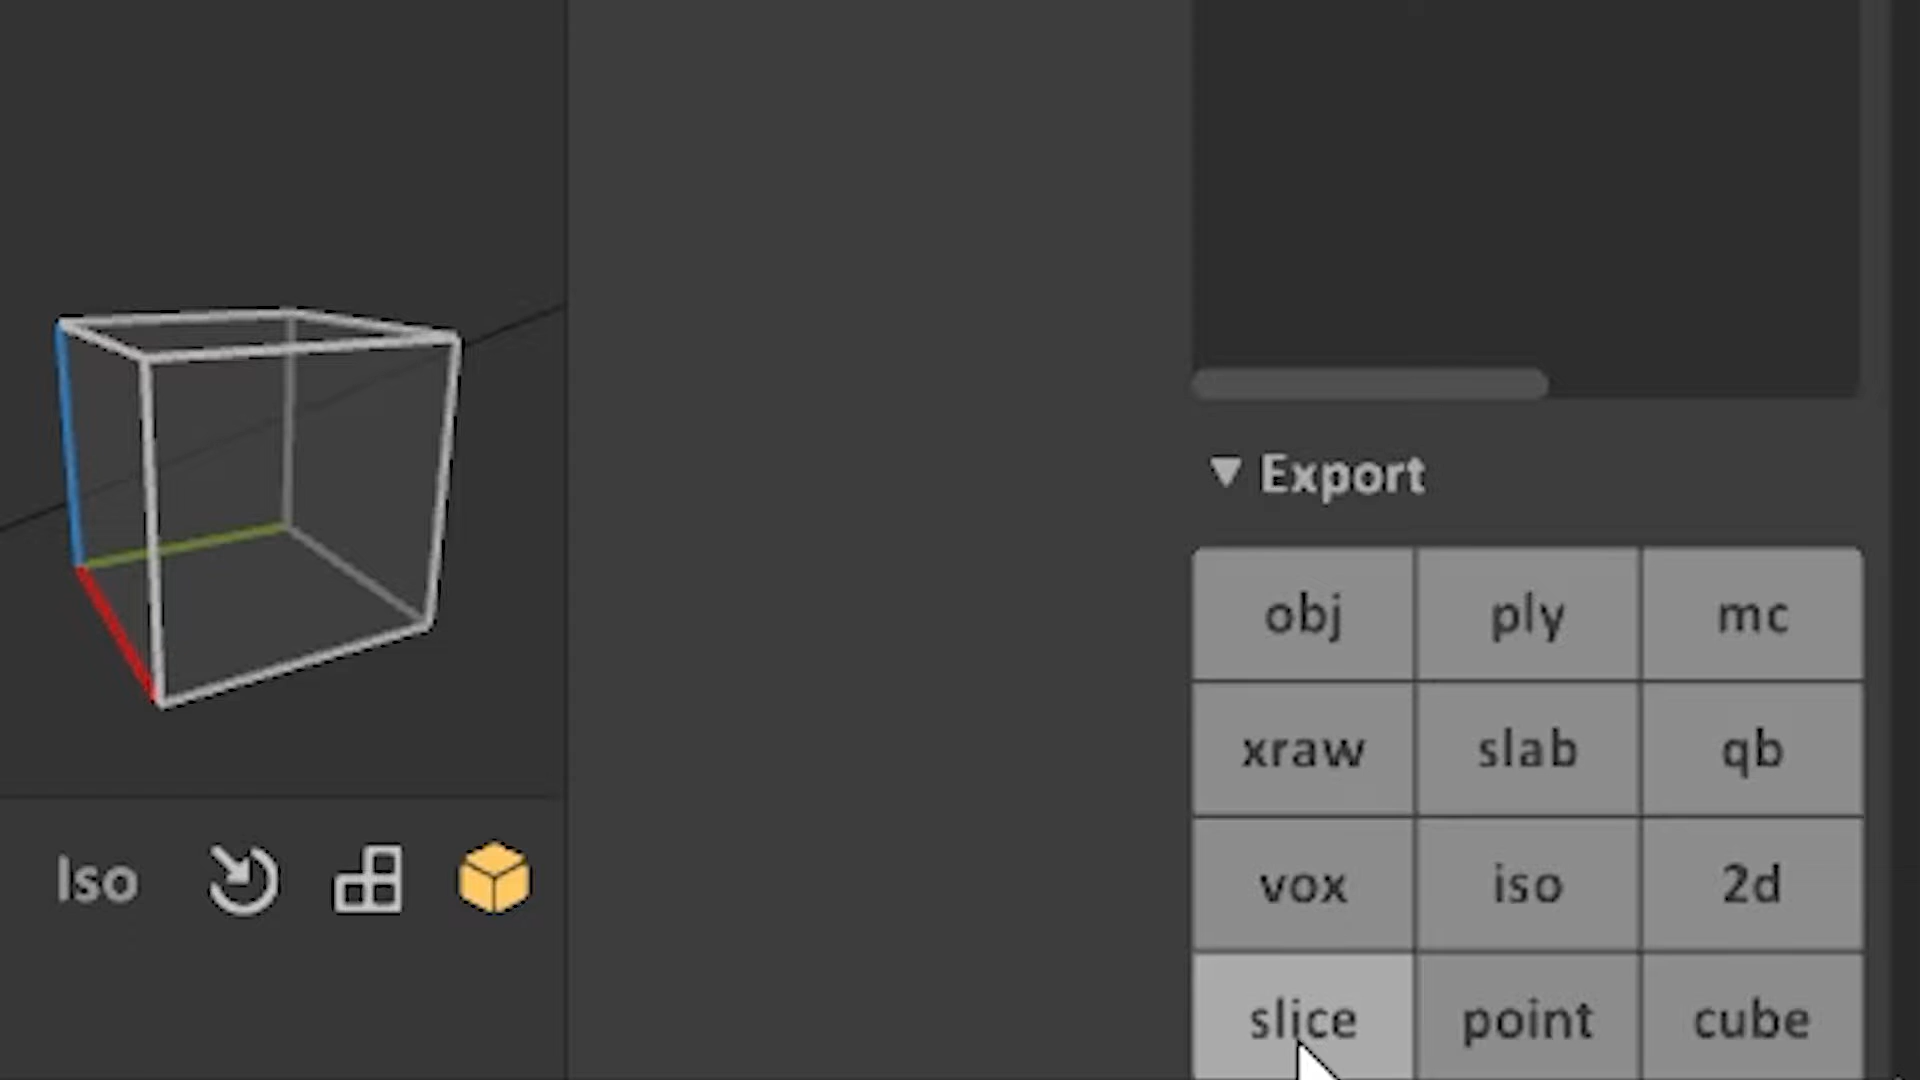 Export
obj ply mc
xraw slab qb
vox iso 2d
Iso
slice point cube